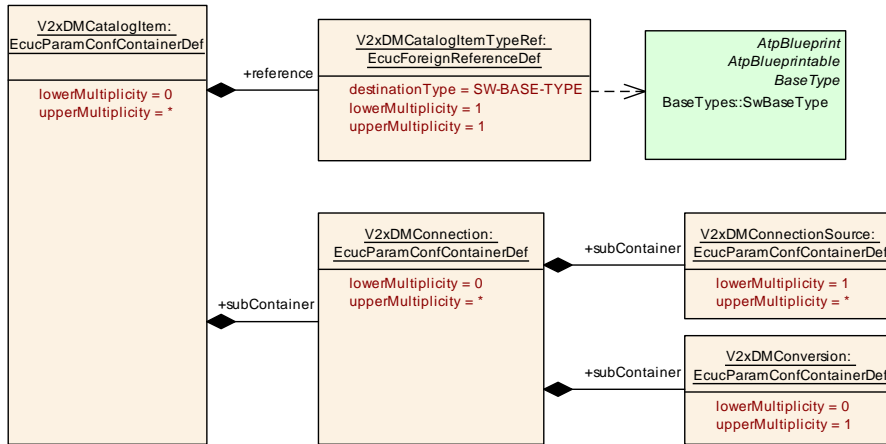 V2xDMCatalogItem:
EcucParamConfContainerDef
lowerMultiplicity = 0
upperMultiplicity = *
+reference
V2xDMCatalogItemTypeRef:
EcucForeignReferenceDef
destinationType = SW-BASE-TYPE
lowerMultiplicity = 1
upperMultiplicity = 1
AtpBlueprint
AtpBlueprintable
BaseType
BaseTypes::SwBaseType
+subContainer
V2xDMConnection:
EcucParamConfContainerDef
lowerMultiplicity = 0
upperMultiplicity = *
+subContainer
V2xDMConnectionSource:
EcucParamConfContainerDef
lowerMultiplicity = 1
upperMultiplicity = *
+subContainer
V2xDMConversion:
EcucParamConfContainerDef
lowerMultiplicity = 0
upperMultiplicity = 1